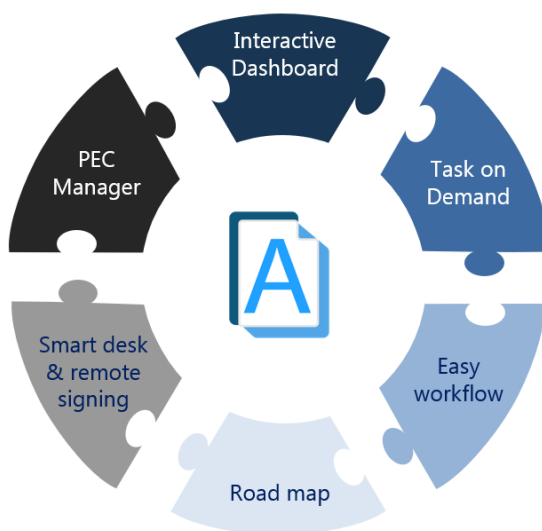 Interactive
Dashboard
Task on
Demand
Easy
workflow
Road map
Smart desk
& remote
signing
PEC
Manager
A